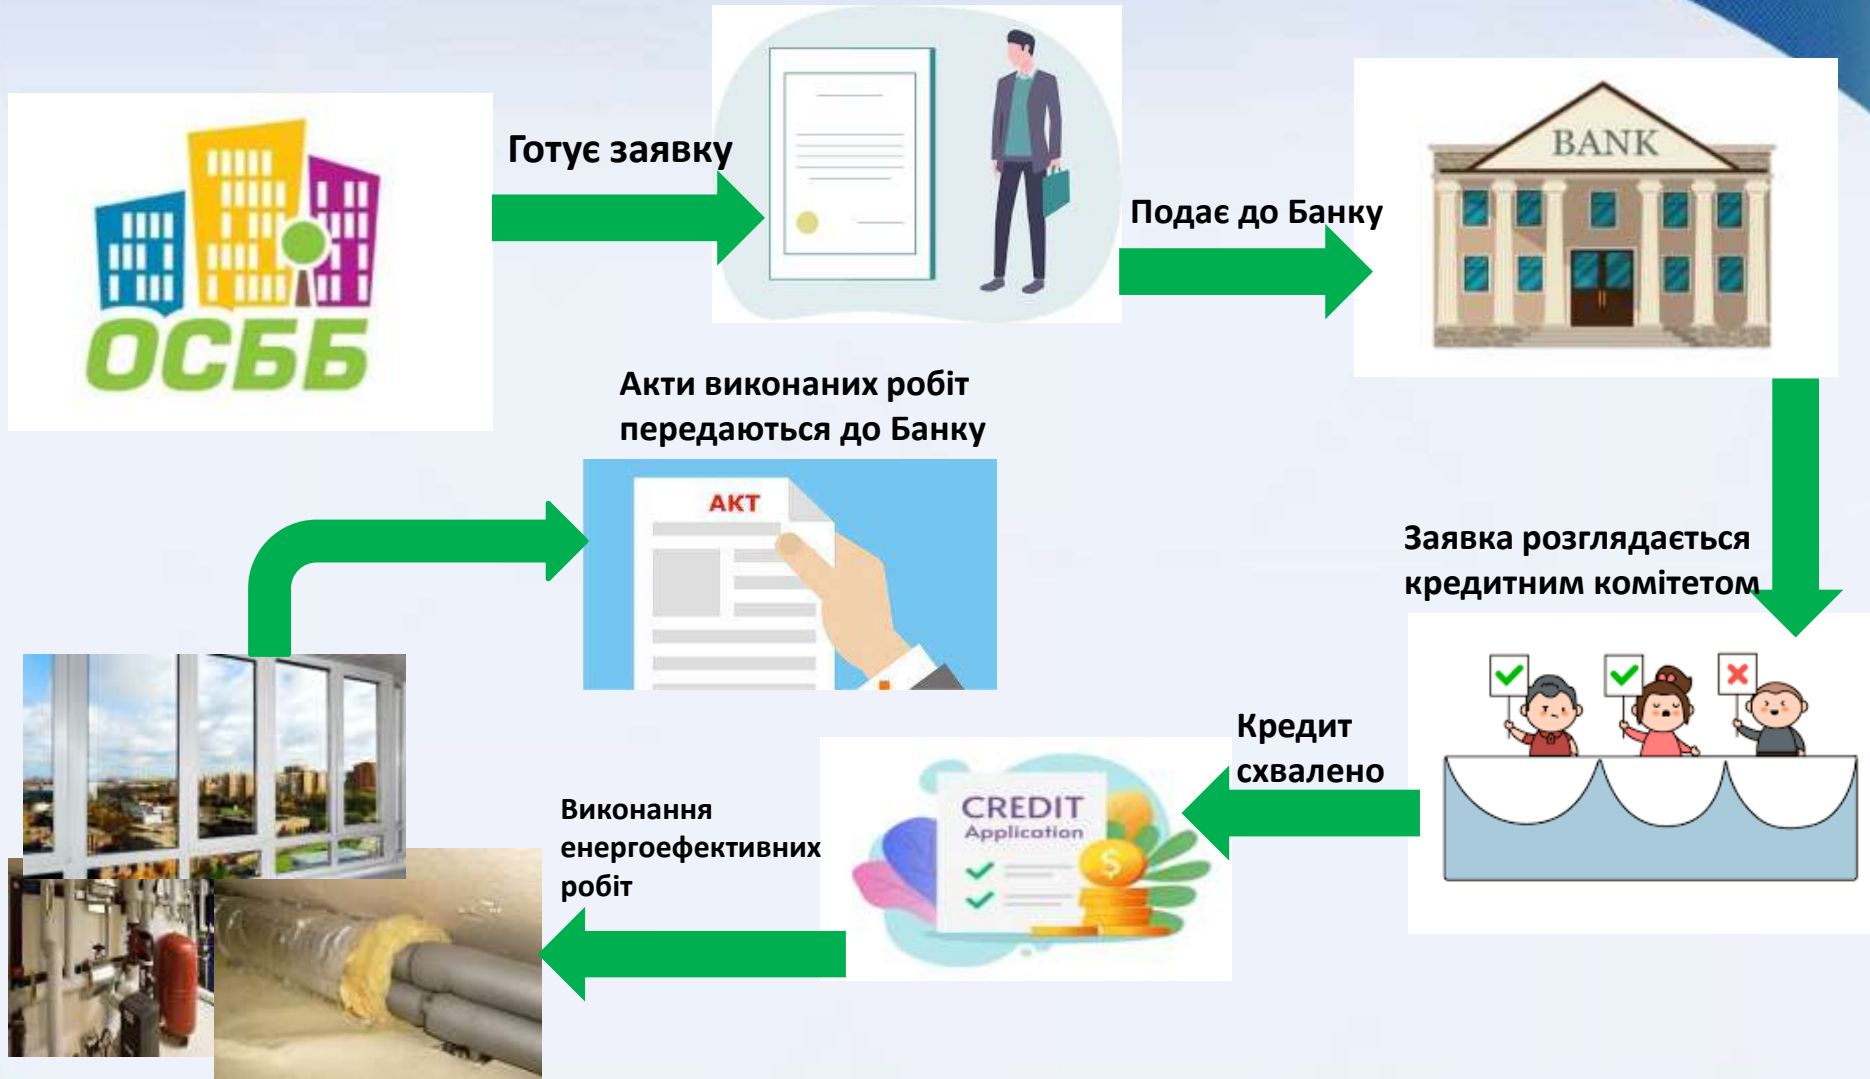 ОСББ
Готує заявку
Подає до Банку
BANK
Заявка розглядається
кредитним комітетом
Кредит
схвалено
CREDIT
Application
$
Виконання
енергоефективних
робіт
Акти виконаних робіт
передаються до Банку
АКТ